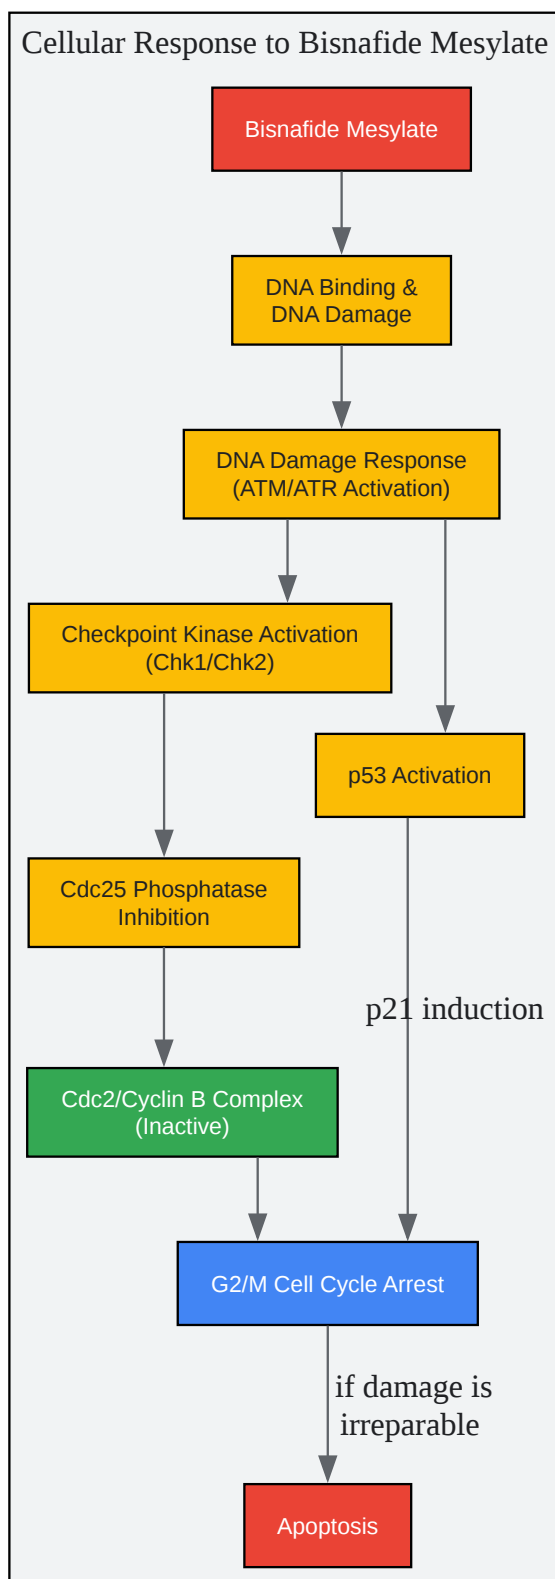 Cellular Response to Bisnafide Mesylate
Bisnafide Mesylate
DNA Binding &
DNA Damage
DNA Damage Response
(ATM/ATR Activation)
Checkpoint Kinase Activation
(Chk1/Chk2)
p53 Activation
Cdc25 Phosphatase
Inhibition
p21 induction
Cdc2/Cyclin B Complex
(Inactive)
G2/M Cell Cycle Arrest
if damage is
irreparable
Apoptosis